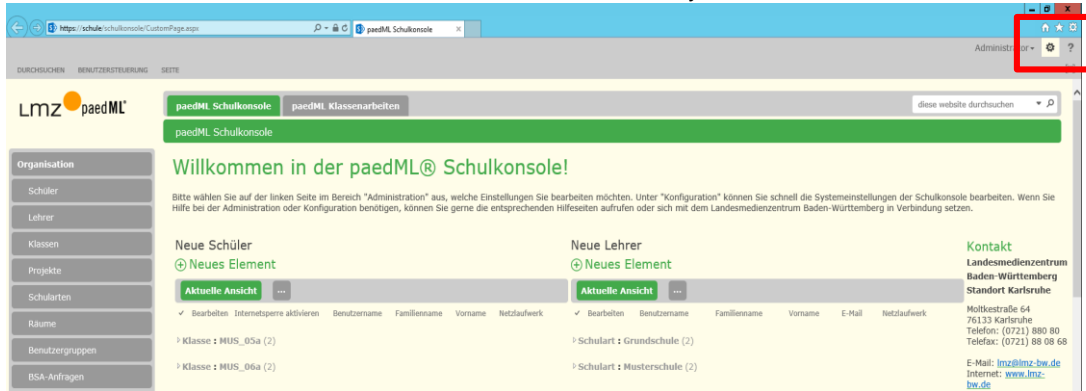 https://schule/schulkonsole/CustomPage.aspx
paedML Schulkonsole
Administrator
?
DURCHSUCHEN BENUTZERSTEUERUNG SEITE
LMZ paedML®
paedML Schulkonsole paedML Klassenarbeiten
diese website durchsuchen
paedML Schulkonsole
Organisation
Schüler
Lehrer
Klassen
Projekte
Schularten
Räume
Benutzergruppen
BSA-Anfragen
Willkommen in der paedML® Schulkonsole!
Bitte wählen Sie auf der linken Seite im Bereich "Administration" aus, welche Einstellungen Sie bearbeiten möchten. Unter "Konfiguration" können Sie schnell die Systemeinstellungen der Schulkonsole bearbeiten. Wenn Sie
Hilfe bei der Administration oder Konfiguration benötigen, können Sie gerne die entsprechenden Hilfeseiten aufrufen oder sich mit dem Landesmedienzentrum Baden-Württemberg in Verbindung setzen.
Neue Schüler
Neues Element
Aktuelle Ansicht ...
Bearbeiten Internetsperre aktivieren Benutzername Familienname Vorname Netzlaufwerk
Klasse : MUS_05a (2)
Klasse : MUS_06a (2)
Neue Lehrer
Neues Element
Aktuelle Ansicht ...
Bearbeiten Benutzername Familienname Vorname E-Mail Netzlaufwerk
Schulart : Grundschule (2)
Schulart : Musterschule (2)
Kontakt
Landesmedienzentrum
Baden-Württemberg
Standort Karlsruhe
Moltkestraße 64
76133 Karlsruhe
Telefon: (0721) 880 80
Telefax: (0721) 88 08 68
E-Mail: lmz@lmz-bw.de
Internet: www.lmz-
bw.de